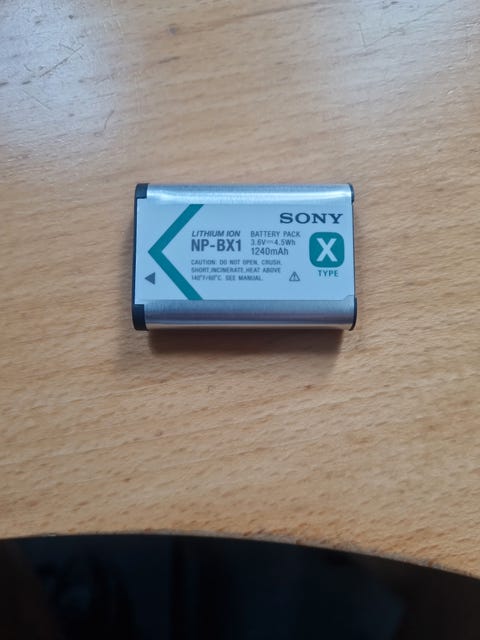 SONY
LITHIUM ION
NP-BX1
BATTERY PACK
3.6V⎓4.5Wh
1240mAh
X
TYPE
CAUTION: DO NOT OPEN, CRUSH,
SHORT,INCINERATE,HEAT ABOVE
140°F/60°C. SEE MANUAL.